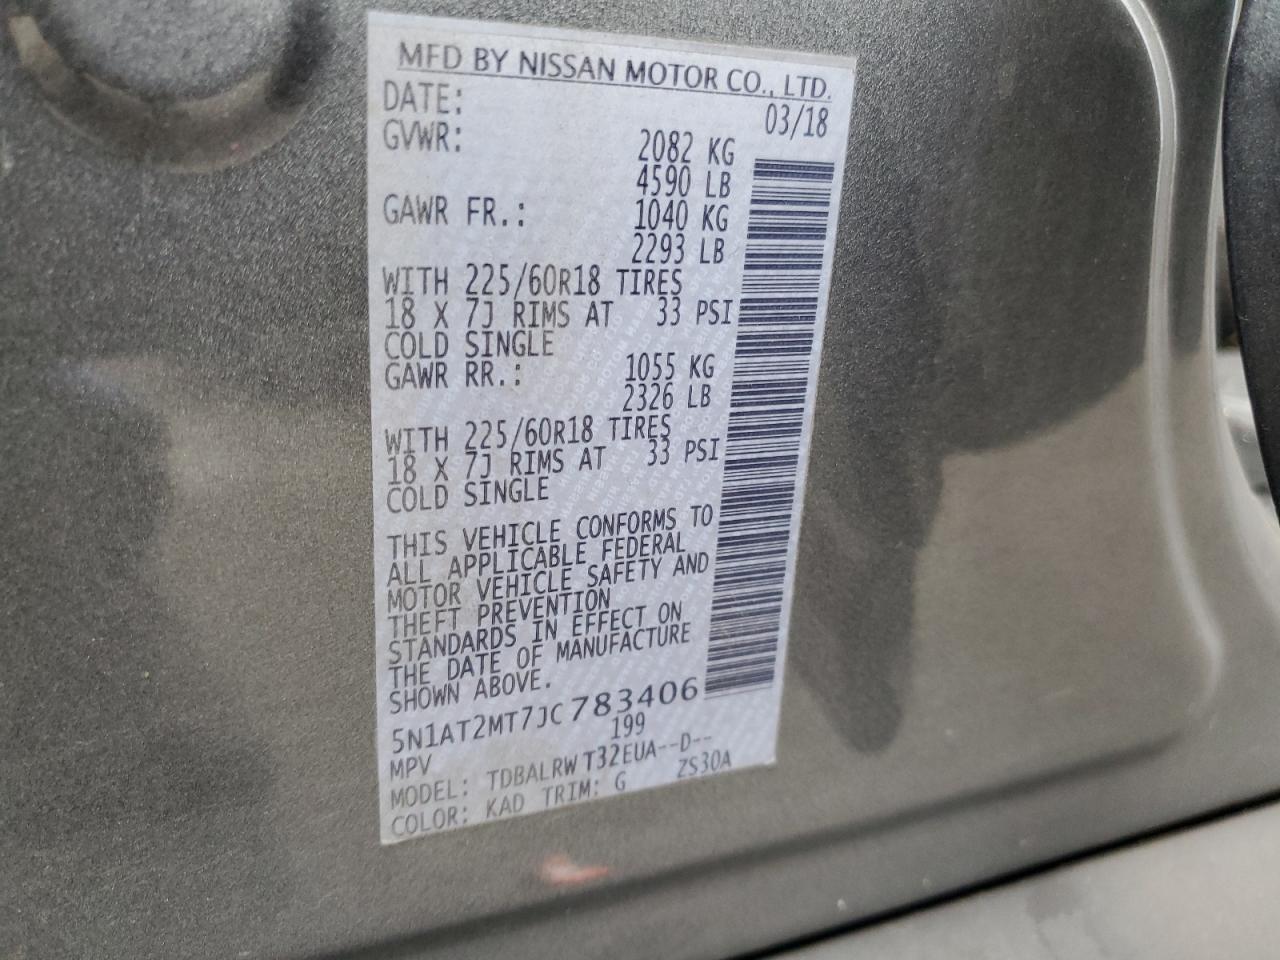 MFD BY NISSAN MOTOR CO., LTD.
DATE: 03/18
GVWR: 2082 KG
4590 LB
GAWR FR.: 1040 KG
2293 LB
WITH 225/60R18 TIRES
18 X 7J RIMS AT 33 PSI
COLD SINGLE
GAWR RR.: 1055 KG
2326 LB
WITH 225/60R18 TIRES
18 X 7J RIMS AT 33 PSI
COLD SINGLE
THIS VEHICLE CONFORMS TO
ALL APPLICABLE FEDERAL
MOTOR VEHICLE SAFETY AND
THEFT PREVENTION
STANDARDS IN EFFECT ON
THE DATE OF MANUFACTURE
SHOWN ABOVE.
5N1AT2MT7JC783406
MPV 199
MODEL: TDBALRWT32EUA--D--
COLOR: KAD TRIM: G ZS30A